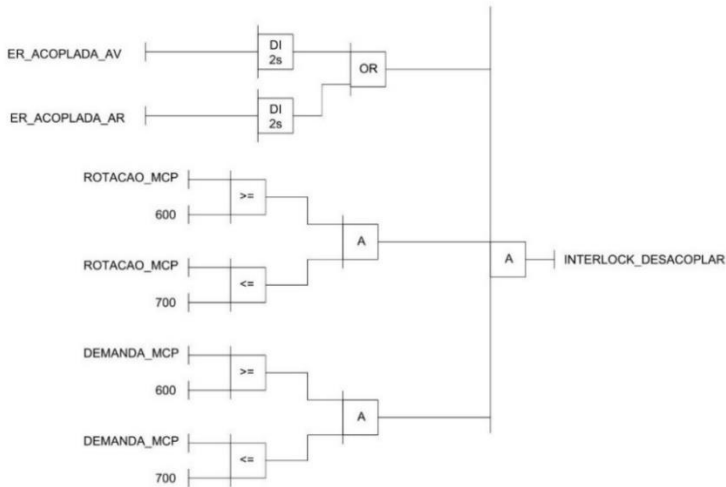 ER_ACOPLADA_AV
DI
2s
OR
ER_ACOPLADA_AR
DI
2s
ROTACAO_MCP
>=
600
A
ROTACAO_MCP
<=
700
A
INTERLOCK_DESACOPLAR
DEMANDA_MCP
>=
600
A
DEMANDA_MCP
<=
700